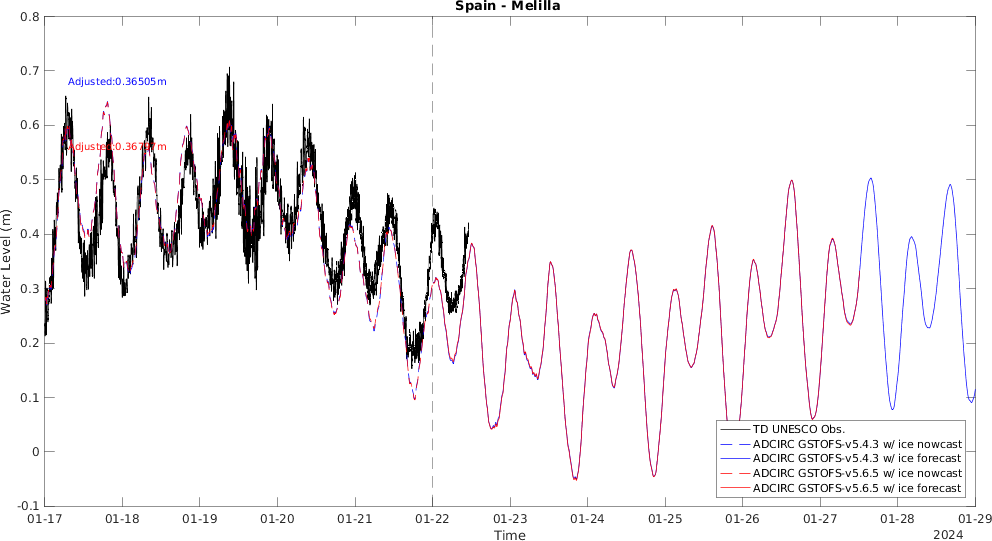 Spain - Melilla
0.8
0.7
0.6
0.5
0.4
0.3
0.2
0.1
0
-0.1
Water Level (m)
Adjusted:0.36505m
TD UNESCO Obs.
ADCIRC GSTOFS-v5.4.3 w/ ice nowcast
ADCIRC GSTOFS-v5.4.3 w/ ice forecast
ADCIRC GSTOFS-v5.6.5 w/ ice nowcast
ADCIRC GSTOFS-v5.6.5 w/ ice forecast
01-17 01-18 01-19 01-20 01-21 01-22 01-23 01-24 01-25 01-26 01-27 01-28 01-29
Time
2024